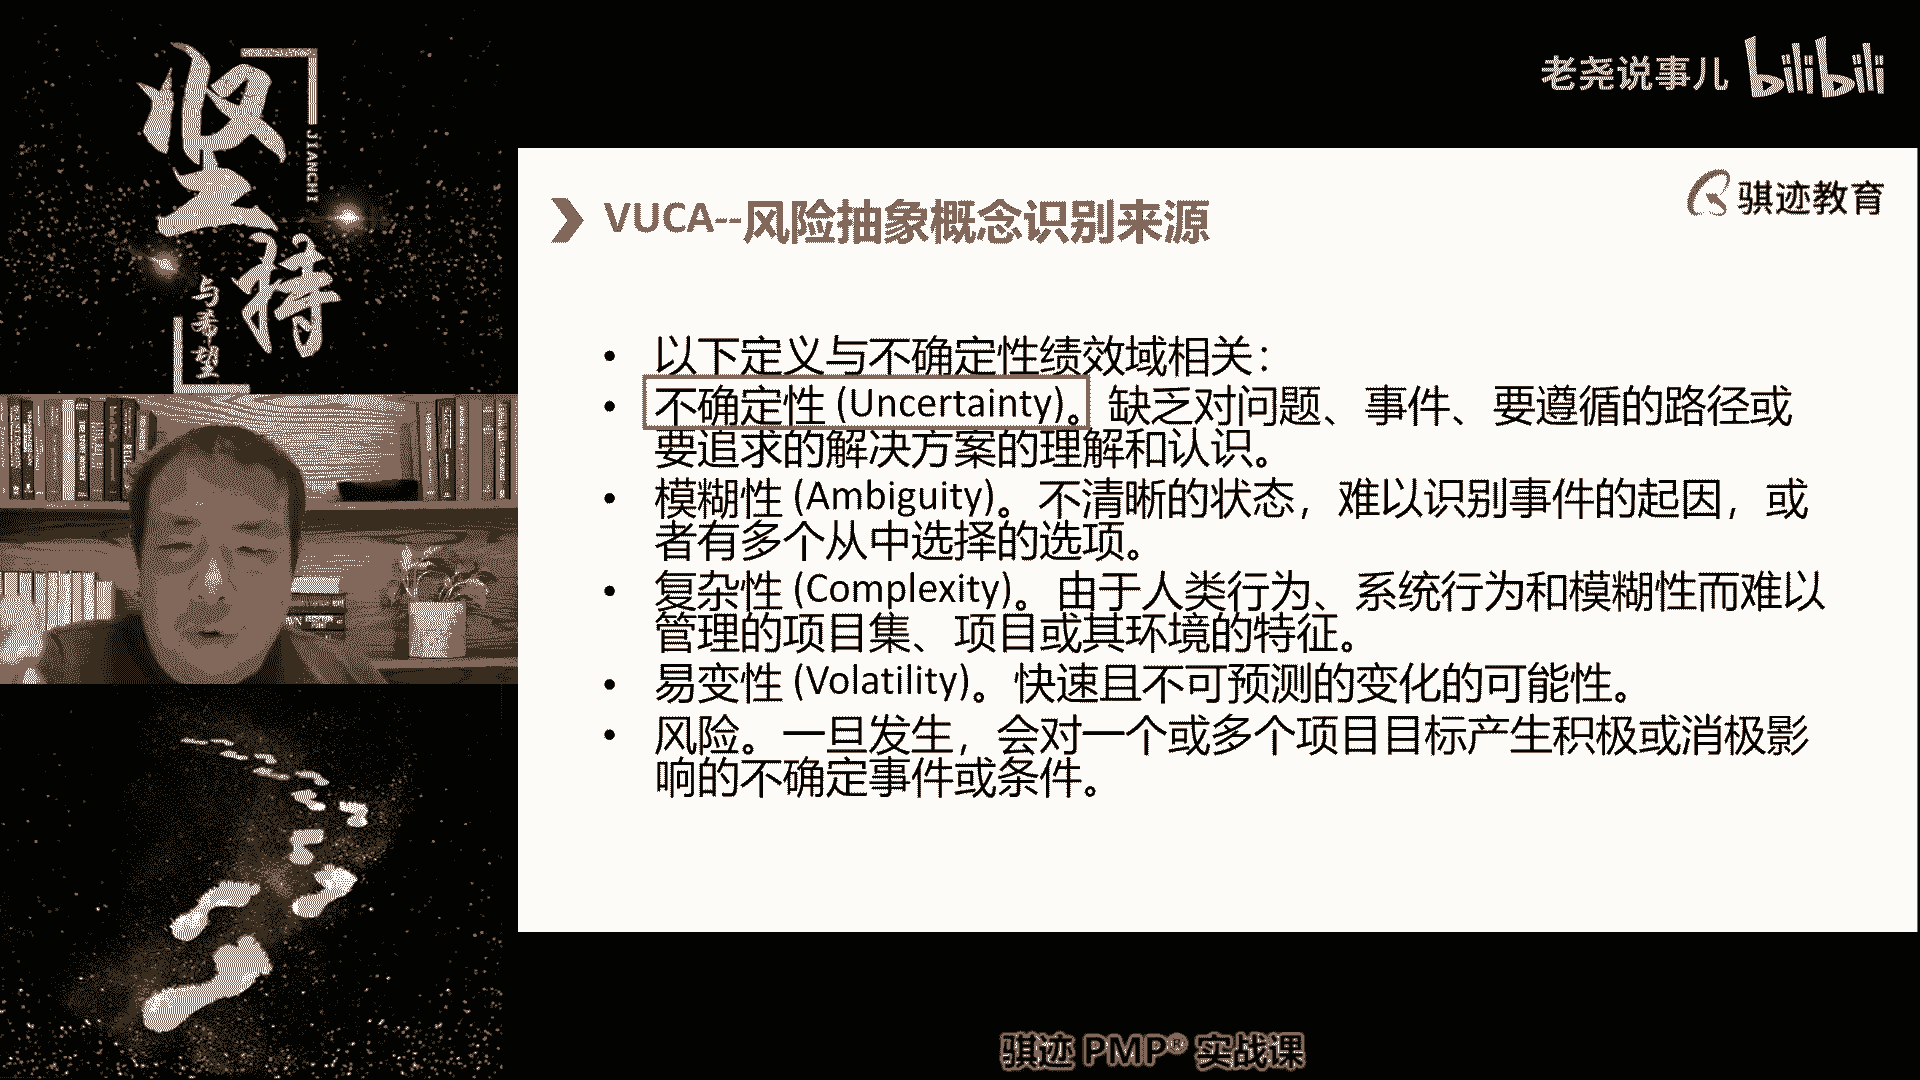 坚持
JIANCHI
与希望
老尧说事儿 bilibili
骐迹教育
VUCA--风险抽象概念识别来源
• 以下定义与不确定性绩效域相关：
• 不确定性 (Uncertainty)。缺乏对问题、事件、要遵循的路径或
要追求的解决方案的理解和认识。
• 模糊性 (Ambiguity)。不清晰的状态，难以识别事件的起因，或
者有多个从中选择的选项。
• 复杂性 (Complexity)。由于人类行为、系统行为和模糊性而难以
管理的项目集、项目或其环境的特征。
• 易变性 (Volatility)。快速且不可预测的变化的可能性。
• 风险。一旦发生，会对一个或多个项目目标产生积极或消极影
响的不确定事件或条件。
骐迹 PMP® 实战课